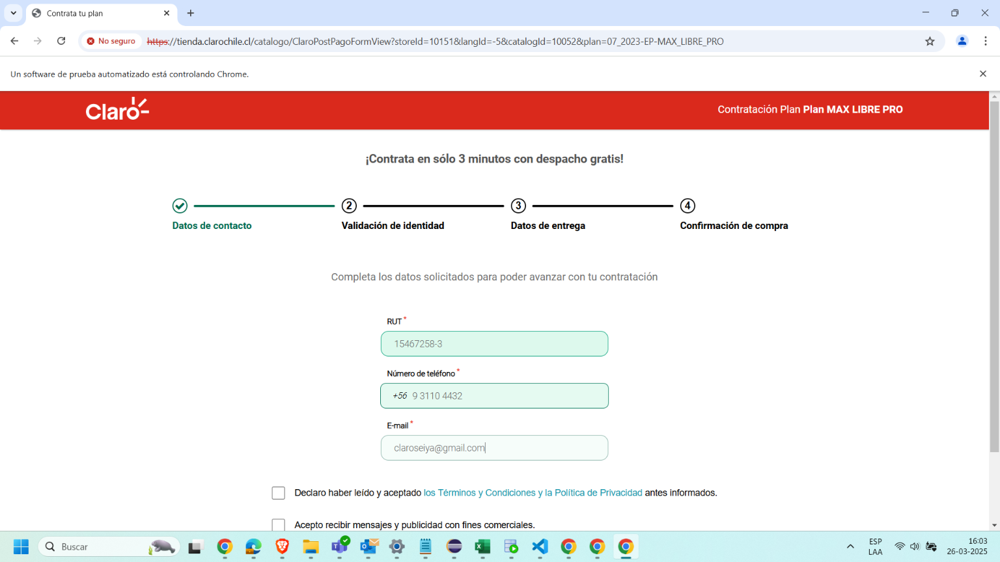 Contrata tu plan
No seguro
https://tienda.clarochile.cl/catalogo/ClaroPostPagoFormView?storeId=10151&langId=-5&catalogId=10052&plan=07_2023-EP-MAX_LIBRE_PRO
Un software de prueba automatizado está controlando Chrome.
Claro
Contratación Plan Plan MAX LIBRE PRO
¡Contrata en sólo 3 minutos con despacho gratis!
2 3 4
Datos de contacto Validación de identidad Datos de entrega Confirmación de compra
Completa los datos solicitados para poder avanzar con tu contratación
RUT *
15467258-3
Número de teléfono *
+56 9 3110 4432
E-mail *
claroseiya@gmail.com
Declaro haber leído y aceptado los Términos y Condiciones y la Política de Privacidad antes informados.
Acepto recibir mensajes y publicidad con fines comerciales.
Buscar
ESP
LAA
16:03
26-03-2025